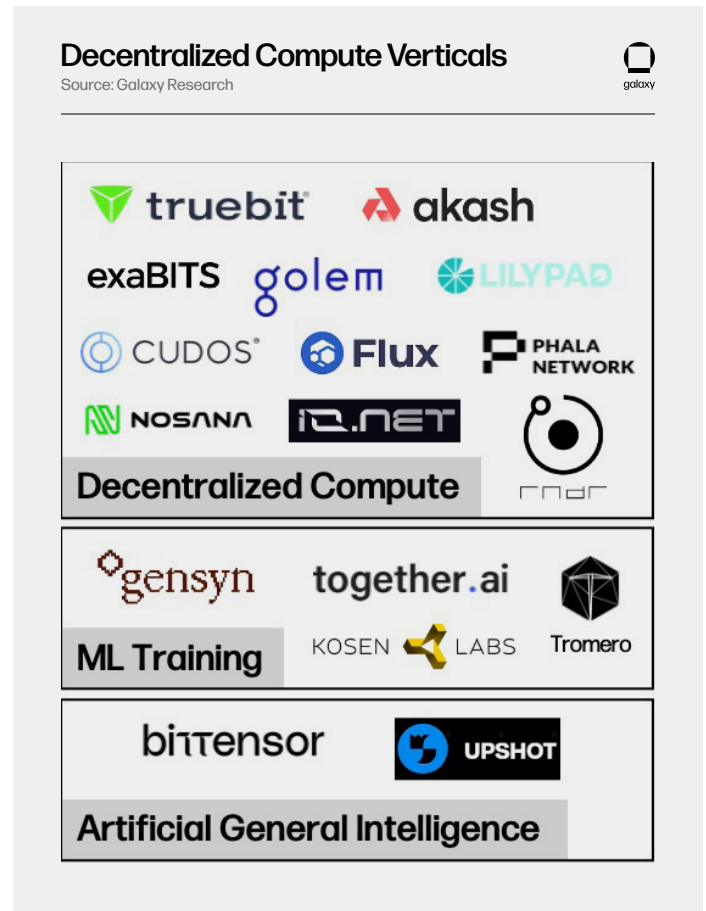 Decentralized Compute Verticals
Source: Galaxy Research
galaxy
truebit
akash
exaBITS
golem
LILYPAD
CUDOS®
Flux
PHALA
NETWORK
NOSANA
io.net
rndr
Decentralized Compute
gensyn
together.ai
KOSEN LABS
Tromero
ML Training
bittensor
UPSHOT
Artificial General Intelligence